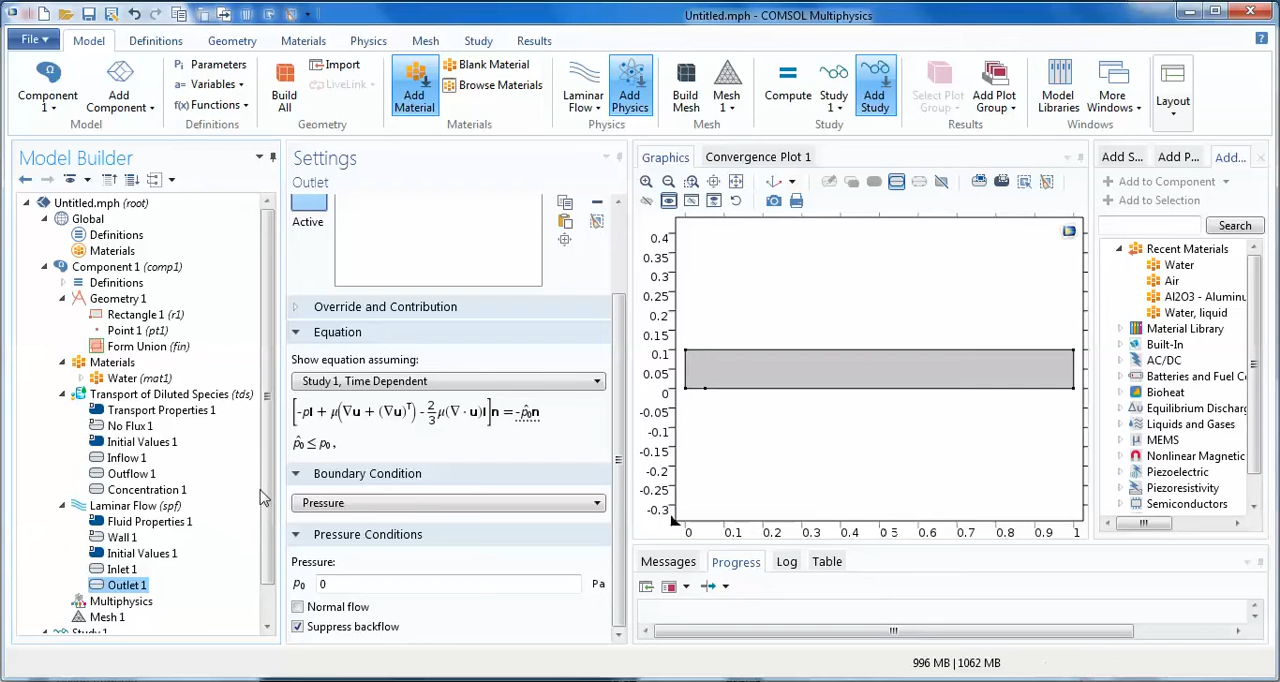 Untitled.mph - COMSOL Multiphysics
File
Model
Definitions
Geometry
Materials
Physics
Mesh
Study
Results
Component 1
Add Component
Model
Pi Parameters
a= Variables
f(x) Functions
Definitions
Build All
Import
LiveLink
Geometry
Add Material
Blank Material
Browse Materials
Materials
Laminar Flow
Add Physics
Physics
Build Mesh
Mesh 1
Mesh
Compute
Study 1
Add Study
Study
Select Plot Group
Add Plot Group
Results
Model Libraries
More Windows
Windows
Layout
Model Builder
Untitled.mph (root)
Global
Definitions
Materials
Component 1 (comp1)
Definitions
Geometry 1
Rectangle 1 (r1)
Point 1 (pt1)
Form Union (fin)
Materials
Water (mat1)
Transport of Diluted Species (tds)
Transport Properties 1
No Flux 1
Initial Values 1
Inflow 1
Outflow 1
Concentration 1
Laminar Flow (spf)
Fluid Properties 1
Wall 1
Initial Values 1
Inlet 1
Outlet 1
Multiphysics
Mesh 1
Settings
Outlet
Active
Override and Contribution
Equation
Show equation assuming:
Study 1, Time Dependent
[-pI + μ(∇u + (∇u)ᵀ) - 2/3 μ(∇ · u)I]n = -p̂₀n
p̂₀ ≤ p₀ ,
Boundary Condition
Pressure
Pressure Conditions
Pressure:
p₀ 0 Pa
Normal flow
Suppress backflow
Graphics
Convergence Plot 1
0.4
0.35
0.3
0.25
0.2
0.15
0.1
0.05
0
-0.05
-0.1
-0.15
-0.2
-0.25
-0.3
0 0.1 0.2 0.3 0.4 0.5 0.6 0.7 0.8 0.9 1
Messages
Progress
Log
Table
Add S...
Add P...
Add...
Add to Component
Add to Selection
Search
Recent Materials
Water
Air
Al2O3 - Aluminu
Water, liquid
Material Library
Built-In
AC/DC
Batteries and Fuel C
Bioheat
Equilibrium Discharg
Liquids and Gases
MEMS
Nonlinear Magnetic
Piezoelectric
Piezoresistivity
Semiconductors
996 MB | 1062 MB